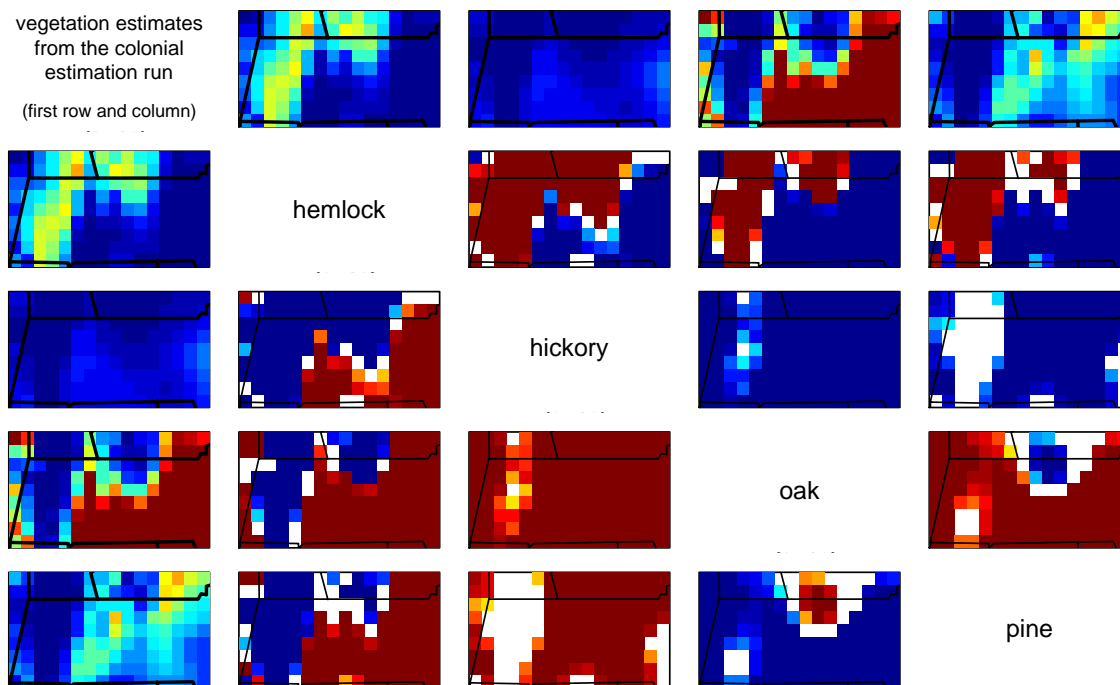 vegetation estimates
from the colonial
estimation run
(first row and column)
hemlock
hickory
oak
pine